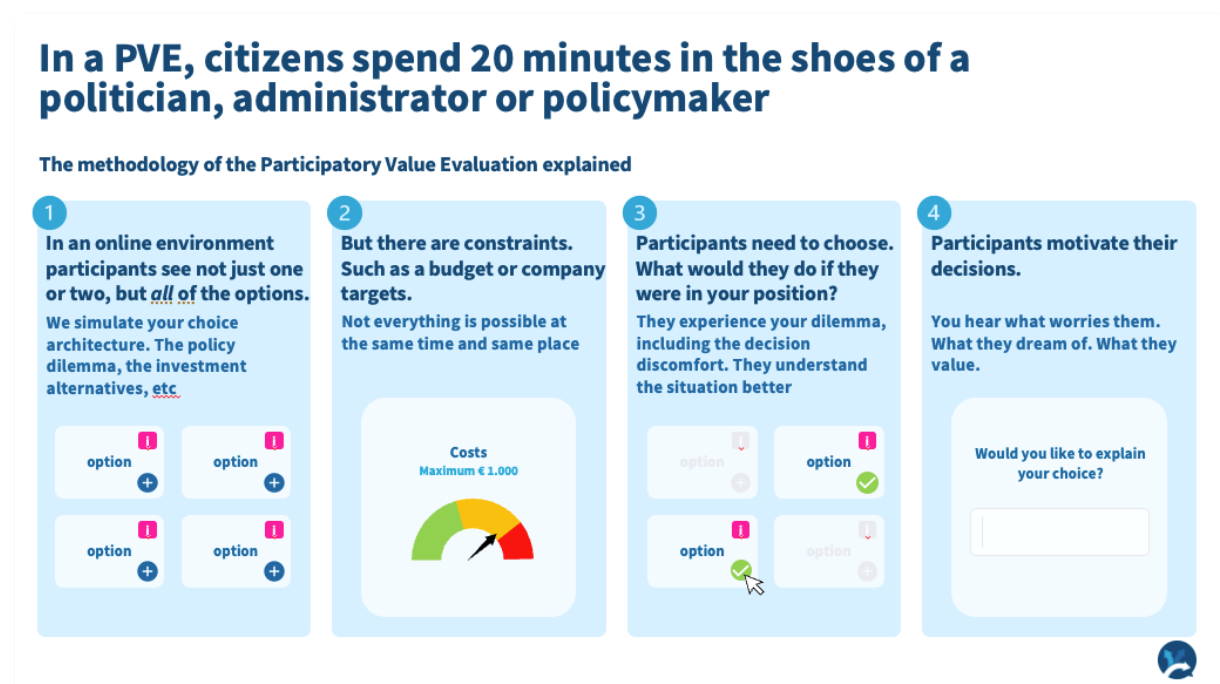 In a PVE, citizens spend 20 minutes in the shoes of a
politician, administrator or policymaker
The methodology of the Participatory Value Evaluation explained
1
In an online environment
participants see not just one
or two, but all of the options.
We simulate your choice
architecture. The policy
dilemma, the investment
alternatives, etc
option
option
option
option
2
But there are constraints.
Such as a budget or company
targets.
Not everything is possible at
the same time and same place
Costs
Maximum € 1.000
3
Participants need to choose.
What would they do if they
were in your position?
They experience your dilemma,
including the decision
discomfort. They understand
the situation better
option
option
option
option
4
Participants motivate their
decisions.
You hear what worries them.
What they dream of. What they
value.
Would you like to explain
your choice?